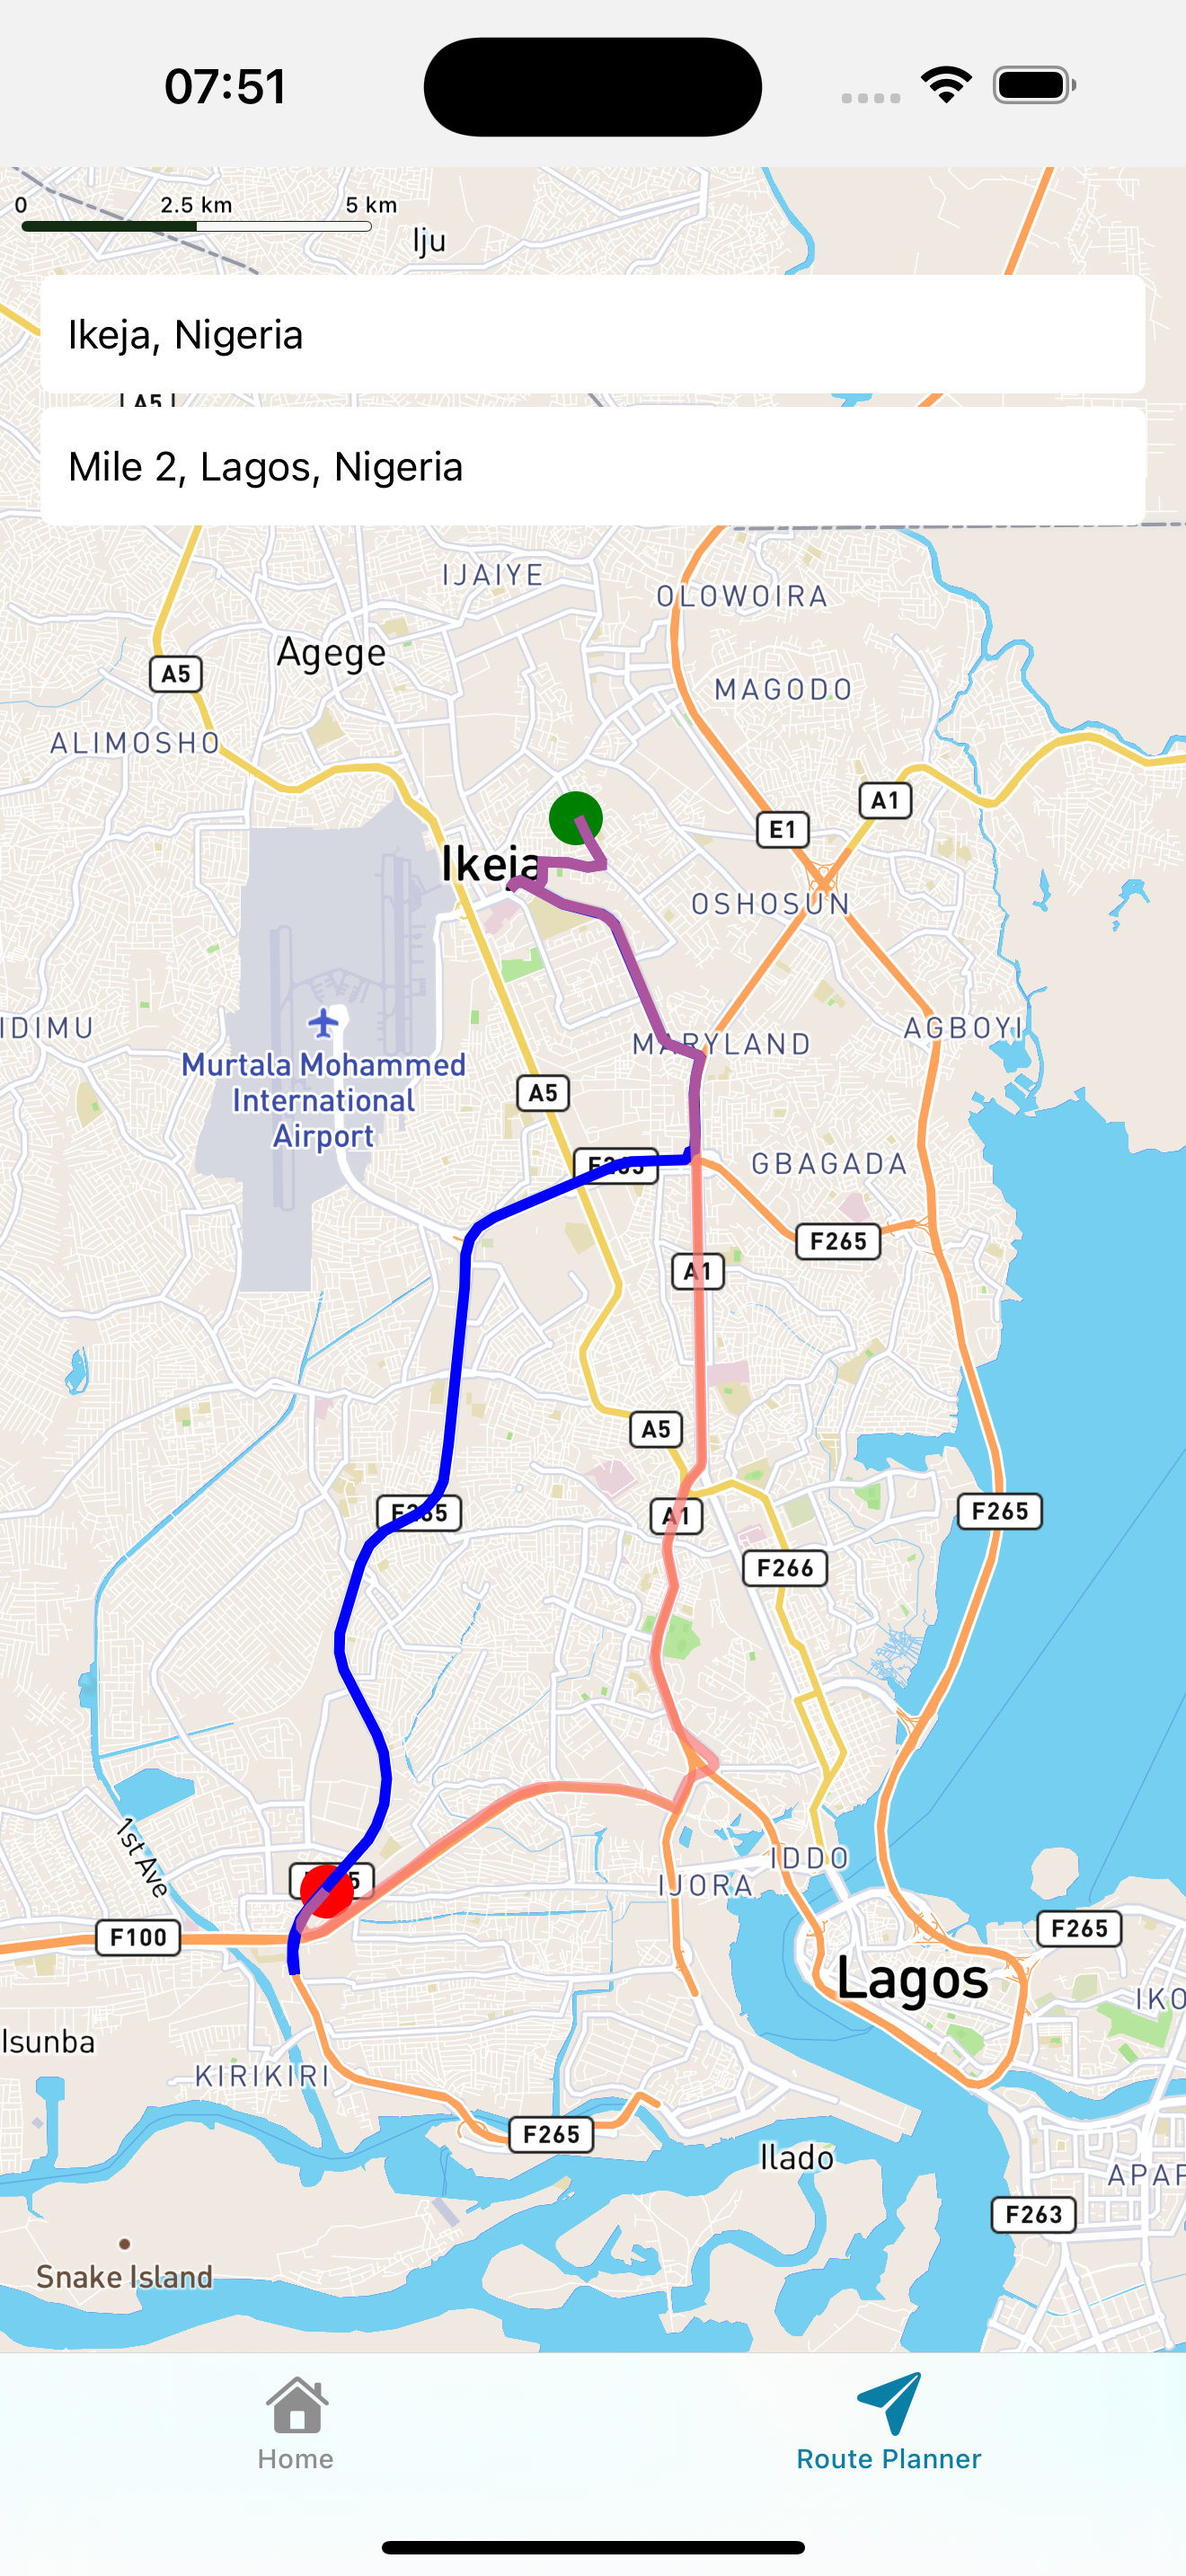 07:51
0 2.5 km 5 km
Iju
Ikeja, Nigeria
A5
Mile 2, Lagos, Nigeria
IJAIYE
OLOWOIRA
Agege
A5
MAGODO
ALIMOSHO
A1
E1
Ikeja
OSHOSUN
IDIMU
MARYLAND
AGBOYI
Murtala Mohammed
International
Airport
A5
F265
GBAGADA
F265
A1
A5
F265
A1
F265
F266
1st Ave
IDDO
IJORA
F100
F265
Lagos
IKO
Isunba
KIRIKIRI
F265
Ilado
APAP
F263
Snake Island
Home
Route Planner